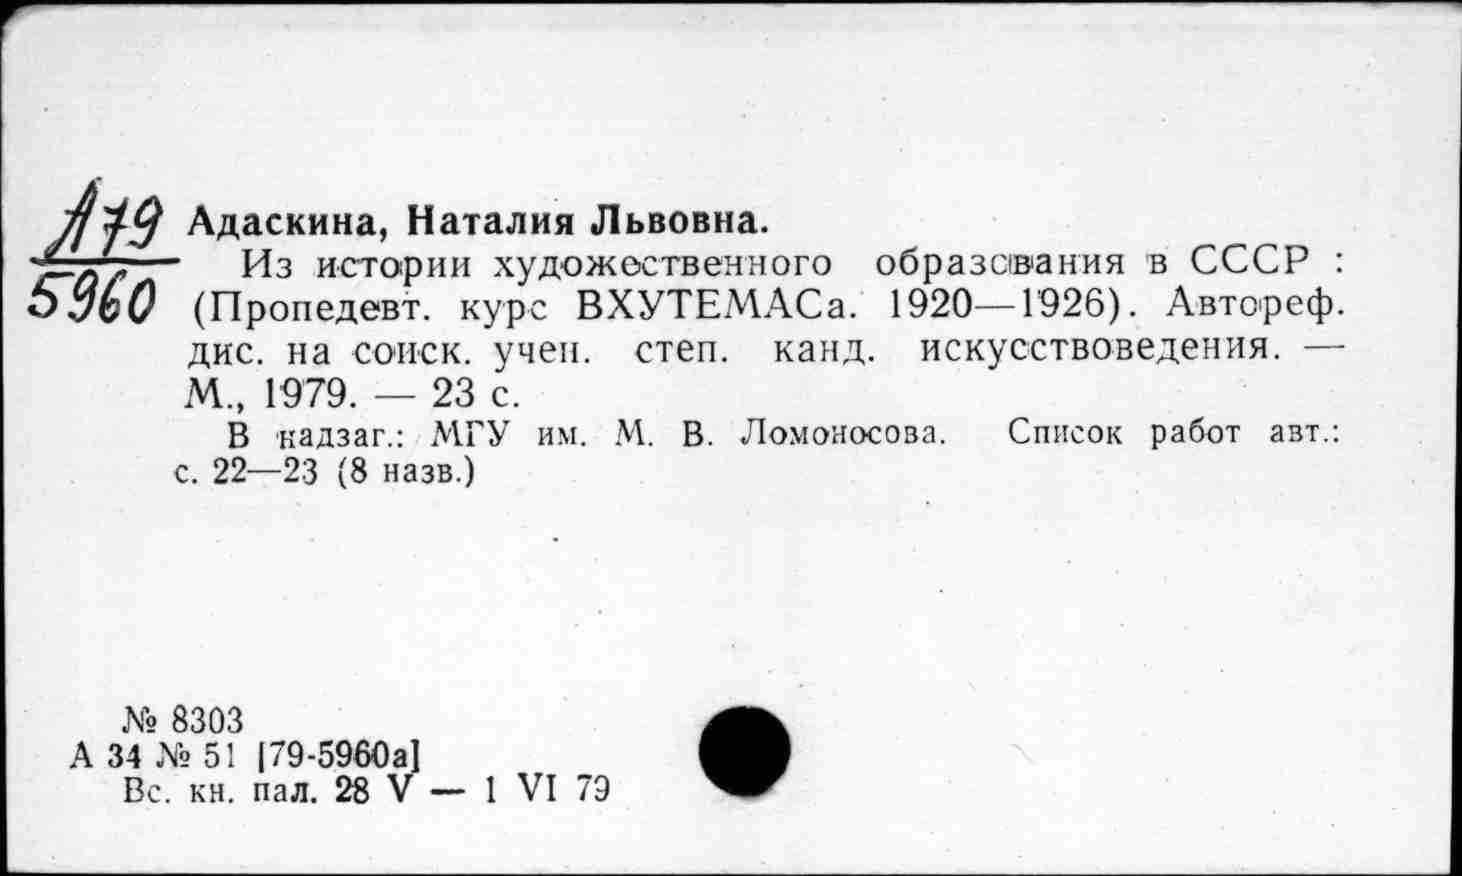 А79
5960
Адаскина, Наталия Львовна.
Из истории художественного образования в СССР :
(Пропедевт. курс ВХУТЕМАСа. 1920—1926). Автореф.
дис. на соиск. учен. степ. канд. искусствоведения. —
М., 1979. — 23 с.
В надзаг.: МГУ им. М. В. Ломоносова. Список работ авт.:
с. 22—23 (8 назв.)
№ 8303
А 34 № 51 [79-5960а]
Вс. кн. пал. 28 V — 1 VI 79